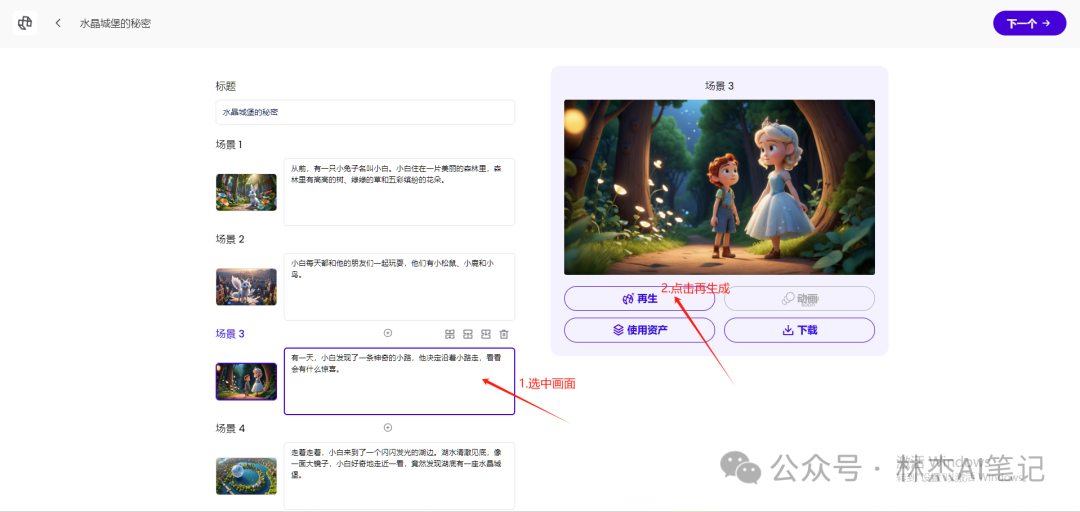 水晶城堡的秘密
下一个 →
标题
水晶城堡的秘密
场景 1
从前，有一只小兔子名叫小白。小白住在一片美丽的森林里，森
林里有高高的树、绿绿的草和五彩缤纷的花朵。
场景 2
小白每天都和他的朋友们一起玩耍，他们有小松鼠、小鹿和小
鸟。
场景 3
有一天，小白发现了一条神奇的小路，他决定沿着小路走，看看
会有什么惊喜。
1.选中画面
场景 4
走着走着，小白来到了一个闪闪发光的湖边。湖水清澈见底，像
一面大镜子，小白好奇地走近一看，竟然发现湖底有一座水晶城
堡。
场景 3
2.点击再生成
再生
动画
使用资产
下载
激活 Windows
公众号 · 林木AI笔记